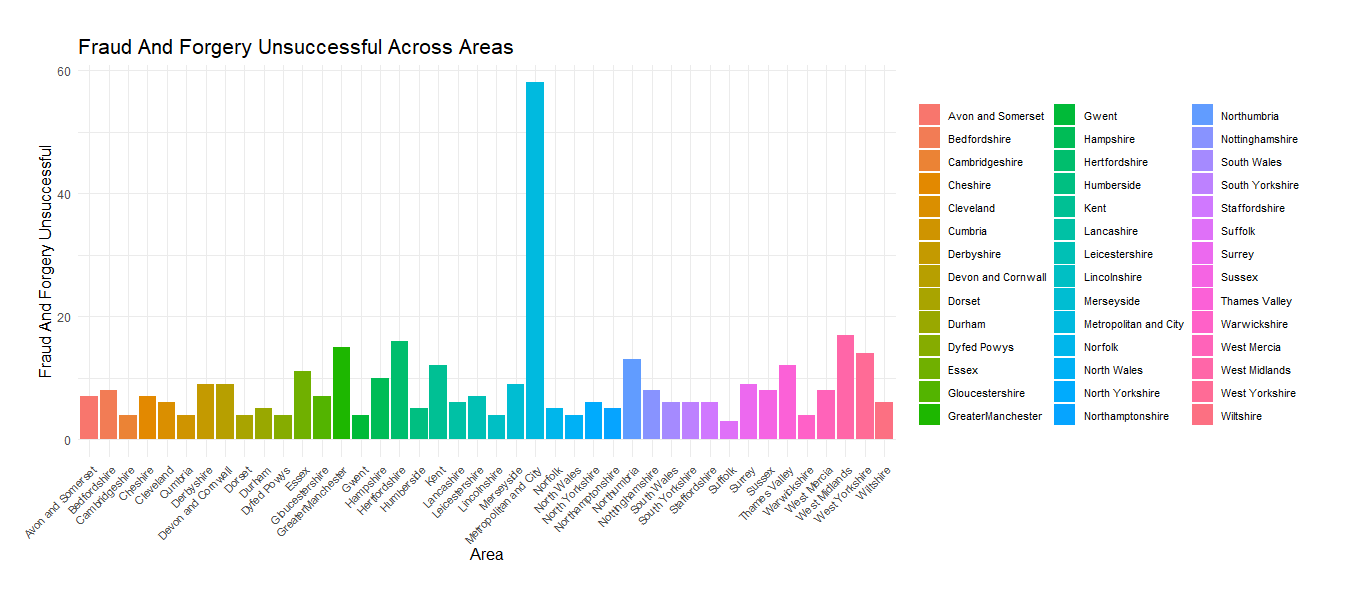 Fraud And Forgery Unsuccessful Across Areas
Fraud And Forgery Unsuccessful
60
40
20
0
Avon and Somerset
Bedfordshire
Cambridgeshire
Cheshire
Cleveland
Cumbria
Derbyshire
Devon and Cornwall
Dorset
Durham
Dyfed Powys
Essex
Gloucestershire
GreaterManchester
Gwent
Hampshire
Hertfordshire
Humberside
Kent
Lancashire
Leicestershire
Lincolnshire
Merseyside
Metropolitan and City
Norfolk
North Wales
North Yorkshire
Northamptonshire
Northumbria
Nottinghamshire
South Wales
South Yorkshire
Staffordshire
Suffolk
Surrey
Sussex
Thames Valley
Warwickshire
West Mercia
West Midlands
West Yorkshire
Wiltshire
Area
Avon and Somerset
Bedfordshire
Cambridgeshire
Cheshire
Cleveland
Cumbria
Derbyshire
Devon and Cornwall
Dorset
Durham
Dyfed Powys
Essex
Gloucestershire
GreaterManchester
Gwent
Hampshire
Hertfordshire
Humberside
Kent
Lancashire
Leicestershire
Lincolnshire
Merseyside
Metropolitan and City
Norfolk
North Wales
North Yorkshire
Northamptonshire
Northumbria
Nottinghamshire
South Wales
South Yorkshire
Staffordshire
Suffolk
Surrey
Sussex
Thames Valley
Warwickshire
West Mercia
West Midlands
West Yorkshire
Wiltshire